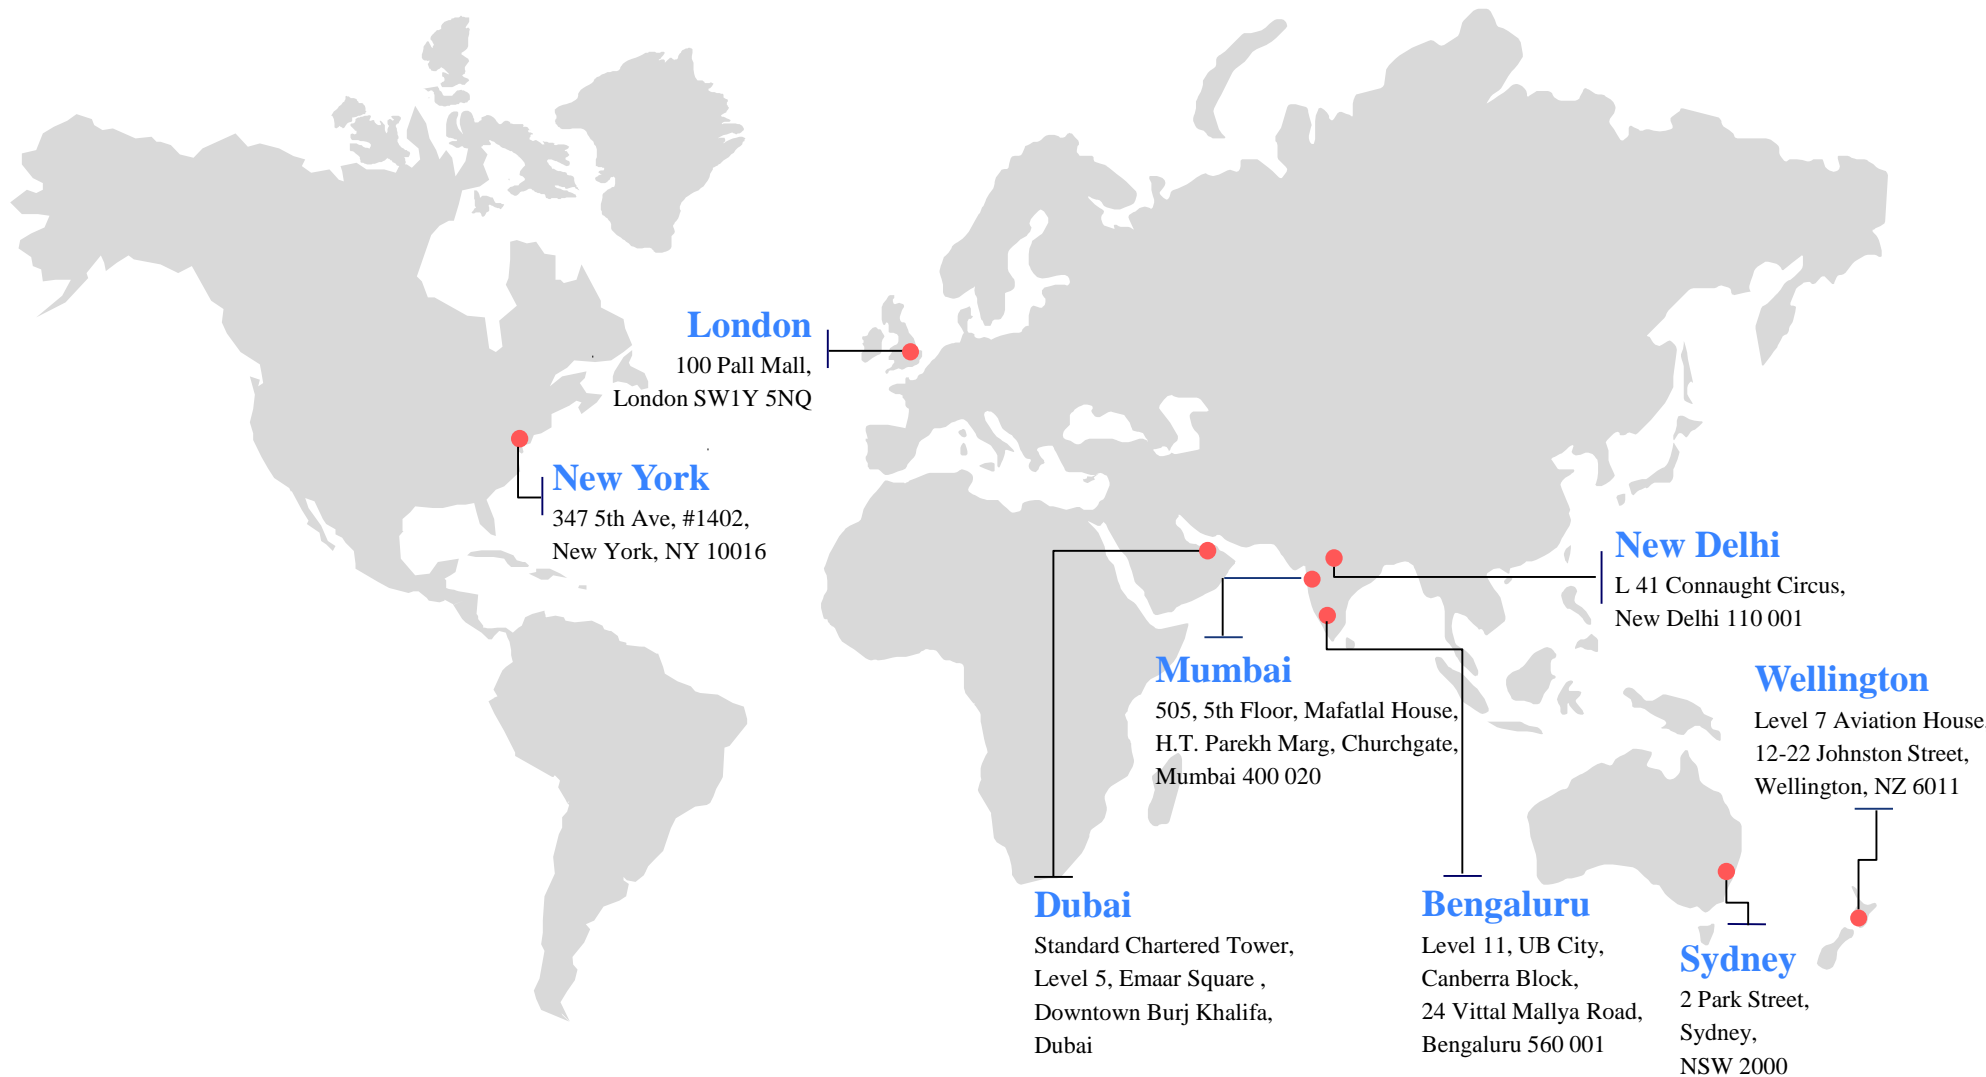 London
100 Pall Mall,
London SW1Y 5NQ
New York
347 5th Ave, #1402,
New York, NY 10016
New Delhi
L 41 Connaught Circus,
New Delhi 110 001
Mumbai
505, 5th Floor, Mafatlal House,
H.T. Parekh Marg, Churchgate,
Mumbai 400 020
Wellington
Level 7 Aviation House
12-22 Johnston Street,
Wellington, NZ 6011
Dubai
Standard Chartered Tower,
Level 5, Emaar Square ,
Downtown Burj Khalifa,
Dubai
Bengaluru
Level 11, UB City,
Canberra Block,
24 Vittal Mallya Road,
Bengaluru 560 001
Sydney
2 Park Street,
Sydney,
NSW 2000